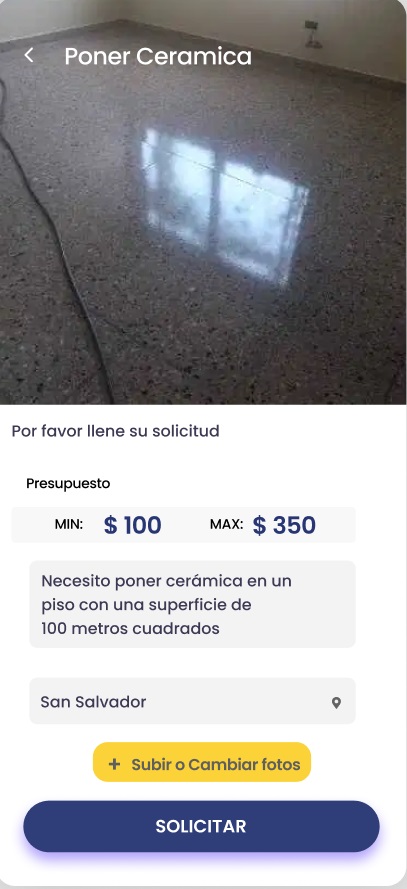 Poner Ceramica
Por favor llene su solicitud
Presupuesto
MIN: $ 100 MAX: $ 350
Necesito poner cerámica en un
piso con una superficie de
100 metros cuadrados
San Salvador
+ Subir o Cambiar fotos
SOLICITAR